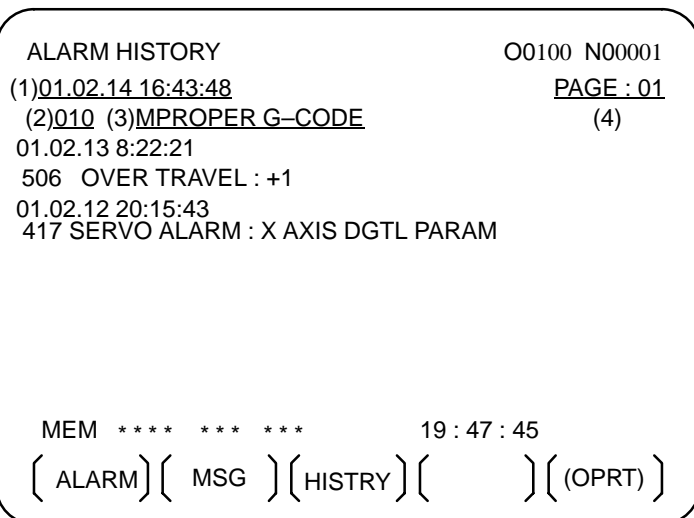 ALARM HISTORY O0100 N00001
(1)01.02.14 16:43:48 PAGE : 01
(2)010 (3)MPROPER G–CODE (4)
01.02.13 8:22:21
506 OVER TRAVEL : +1
01.02.12 20:15:43
417 SERVO ALARM : X AXIS DGTL PARAM
MEM **** *** *** 19 : 47 : 45
[ ALARM] [ MSG ] [HISTRY ] [ ] [ (OPRT) ]